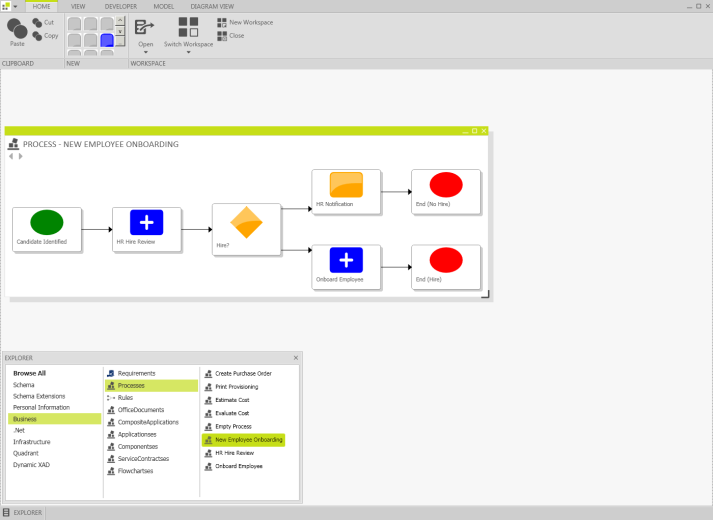 HOME VIEW DEVELOPER MODEL DIAGRAM VIEW
Paste
Cut
Copy
Open
Switch Workspace
New Workspace
Close
CLIPBOARD NEW WORKSPACE
PROCESS - NEW EMPLOYEE ONBOARDING
Candidate Identified
HR Hire Review
Hire?
HR Notification
End (No Hire)
Onboard Employee
End (Hire)
EXPLORER
Browse All
Schema
Schema Extensions
Personal Information
Business
.Net
Infrastructure
Quadrant
Dynamic XAD
Requirements
Processes
Rules
OfficeDocuments
CompositeApplications
Applicationses
Componentses
ServiceContractses
Flowchartses
Create Purchase Order
Print Provisioning
Estimate Cost
Evaluate Cost
Empty Process
New Employee Onboarding
HR Hire Review
Onboard Employee
EXPLORER